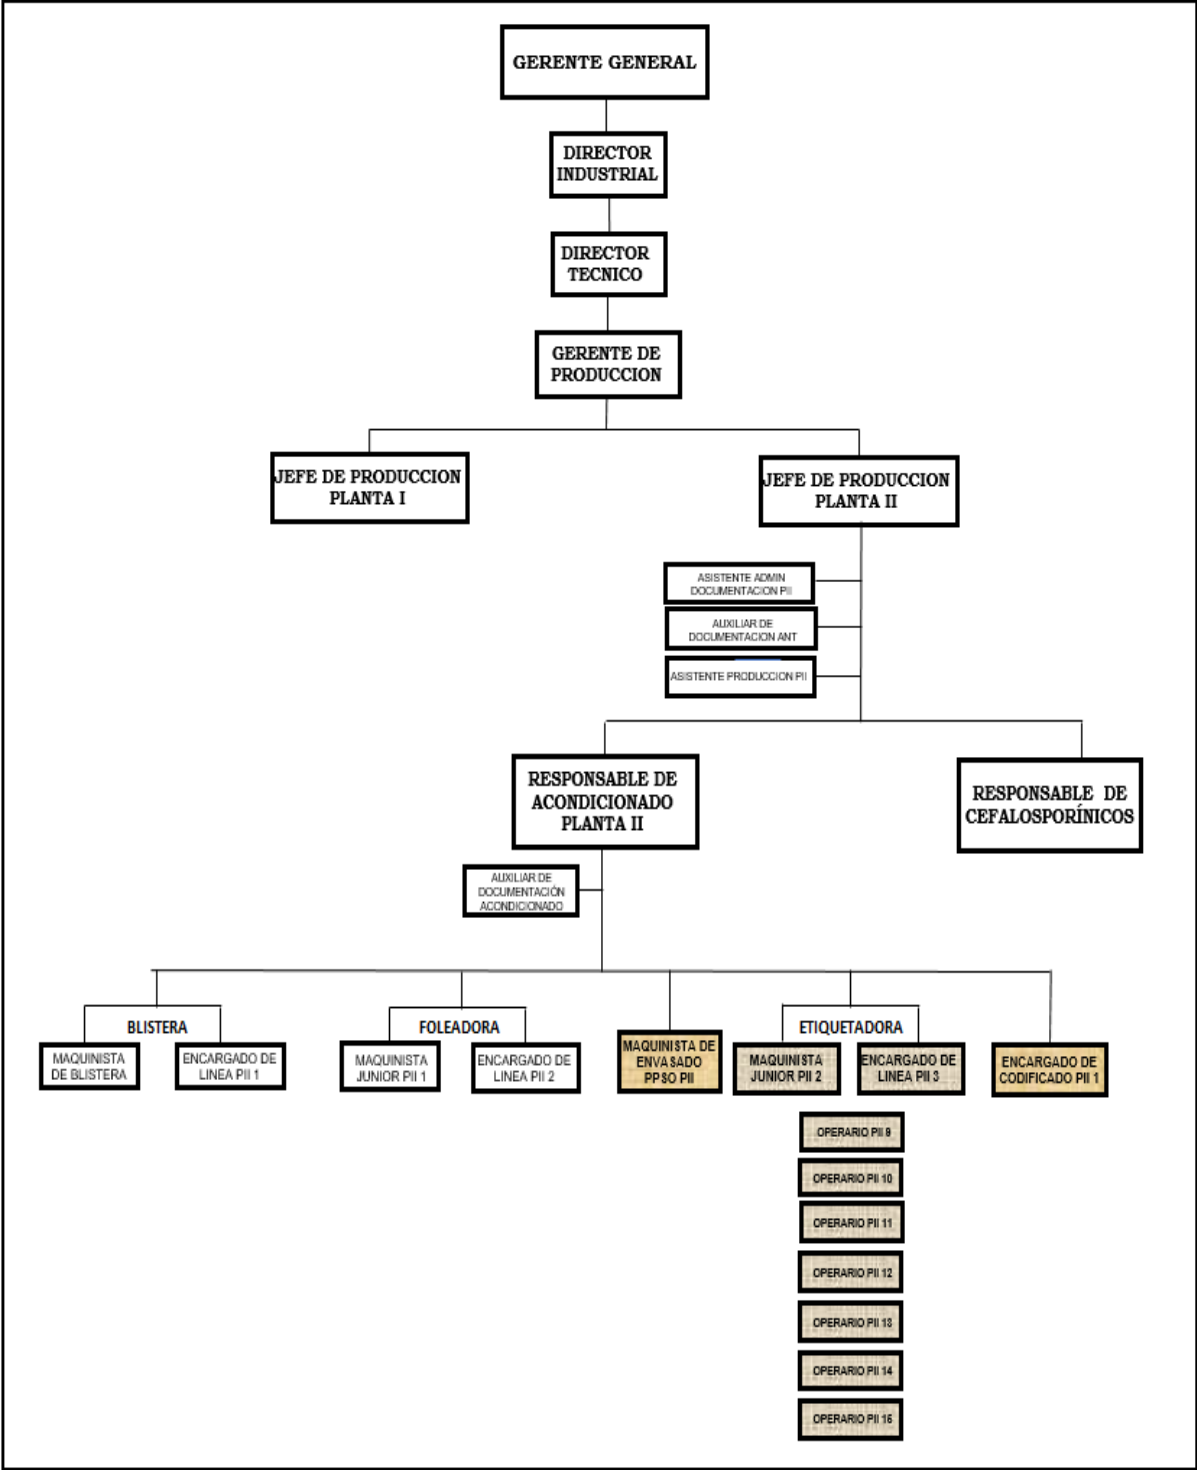 GERENTE GENERAL
DIRECTOR
INDUSTRIAL
DIRECTOR
TECNICO
GERENTE DE
PRODUCCION
JEFE DE PRODUCCION
PLANTA I
JEFE DE PRODUCCION
PLANTA II
ASISTENTE ADMIN
DOCUMENTACION PII
AUXILIAR DE
DOCUMENTACION ANT
ASISTENTE PRODUCCION PII
RESPONSABLE DE
ACONDICIONADO
PLANTA II
RESPONSABLE DE
CEFALOSPORÍNICOS
AUXILIAR DE
DOCUMENTACIÓN
ACONDICIONADO
BLISTERA
MAQUINISTA
DE BLISTERA
ENCARGADO DE
LINEA PII 1
FOLEADORA
MAQUINISTA
JUNIOR PII 1
ENCARGADO DE
LINEA PII 2
MAQUINISTA DE
ENVASADO
PPSO PII
ETIQUETADORA
MAQUINISTA
JUNIOR PII 2
ENCARGADO DE
LINEA PII 3
ENCARGADO DE
CODIFICADO PII 1
OPERARIO PII
OPERARIO PII 10
OPERARIO PII 11
OPERARIO PII 12
OPERARIO PII 13
OPERARIO PII 14
OPERARIO PII